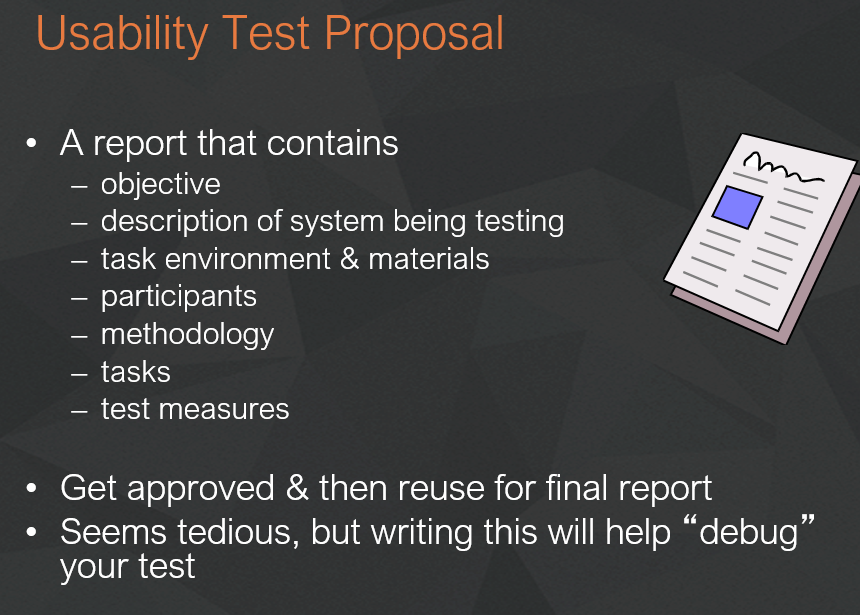 Usability Test Proposal
• A report that contains
– objective
– description of system being testing
– task environment & materials
– participants
– methodology
– tasks
– test measures
• Get approved & then reuse for final report
• Seems tedious, but writing this will help “debug”
your test